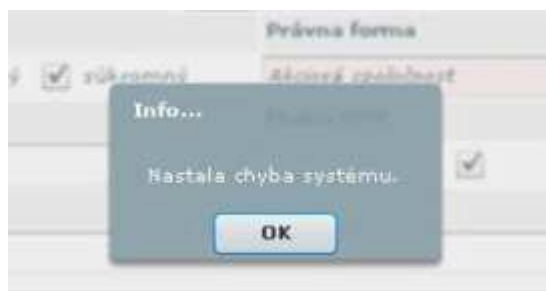 Právna forma
súkromný
Akciová spoločnosť
Info...
Nastala chyba systému.
OK